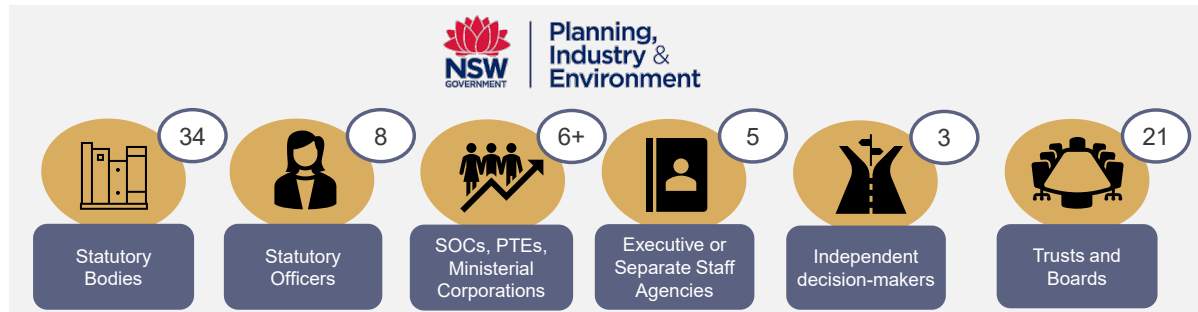 NSW
GOVERNMENT
Planning,
Industry &
Environment
34
8
6+
5
3
21
Statutory
Bodies
Statutory
Officers
SOCs, PTEs,
Ministerial
Corporations
Executive or
Separate Staff
Agencies
Independent
decision-makers
Trusts and
Boards